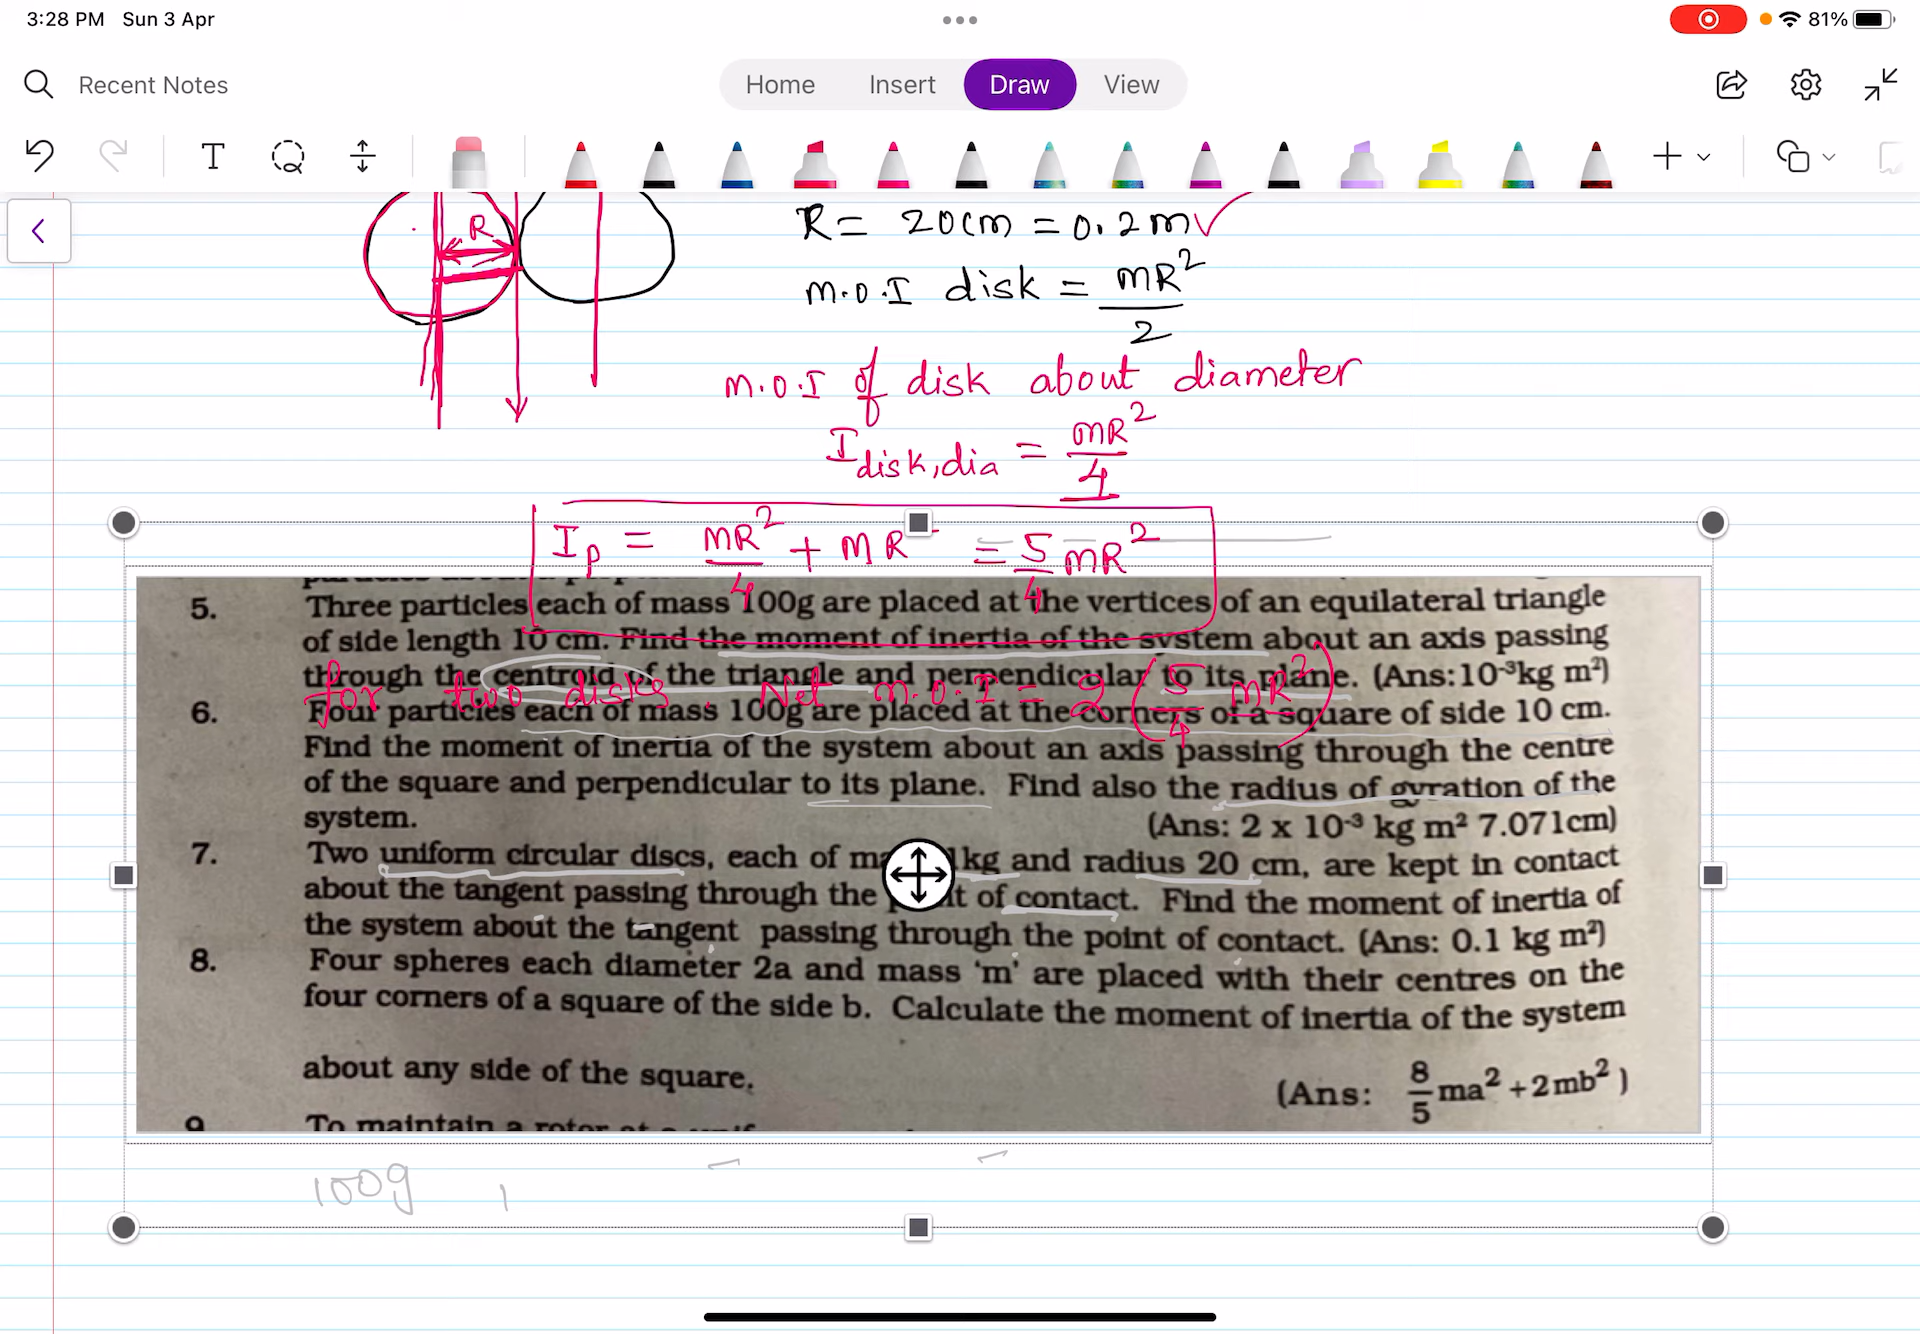 3:28 PM Sun 3 Apr
81%
Recent Notes
Home Insert Draw View
T
R
R = 20cm = 0.2m
m.o.I disk = mR²/2
m.o.I of disk about diameter
I disk,dia = mR²/4
Ip = mR²/4 + mR = 5/4 mR²
5. Three particles each of mass 100g are placed at the vertices of an equilateral triangle
of side length 10 cm. Find the moment of inertia of the system about an axis passing
through the centroid of the triangle and perpendicular to its plane. (Ans:10⁻³kg m²)
for two disks, Net m.o.I = 2 (5/4 mR²)
6. Four particles each of mass 100g are placed at the corners of a square of side 10 cm.
Find the moment of inertia of the system about an axis passing through the centre
of the square and perpendicular to its plane. Find also the radius of gyration of the
system. (Ans: 2 x 10⁻³ kg m² 7.071cm)
7. Two uniform circular discs, each of 1kg and radius 20 cm, are kept in contact
about the tangent passing through the of contact. Find the moment of inertia of
the system about the tangent passing through the point of contact. (Ans: 0.1 kg m²)
8. Four spheres each diameter 2a and mass 'm' are placed with their centres on the
four corners of a square of the side b. Calculate the moment of inertia of the system
about any side of the square. (Ans: 8/5 ma² + 2mb²)
9 To maintain a rotor at a
100g